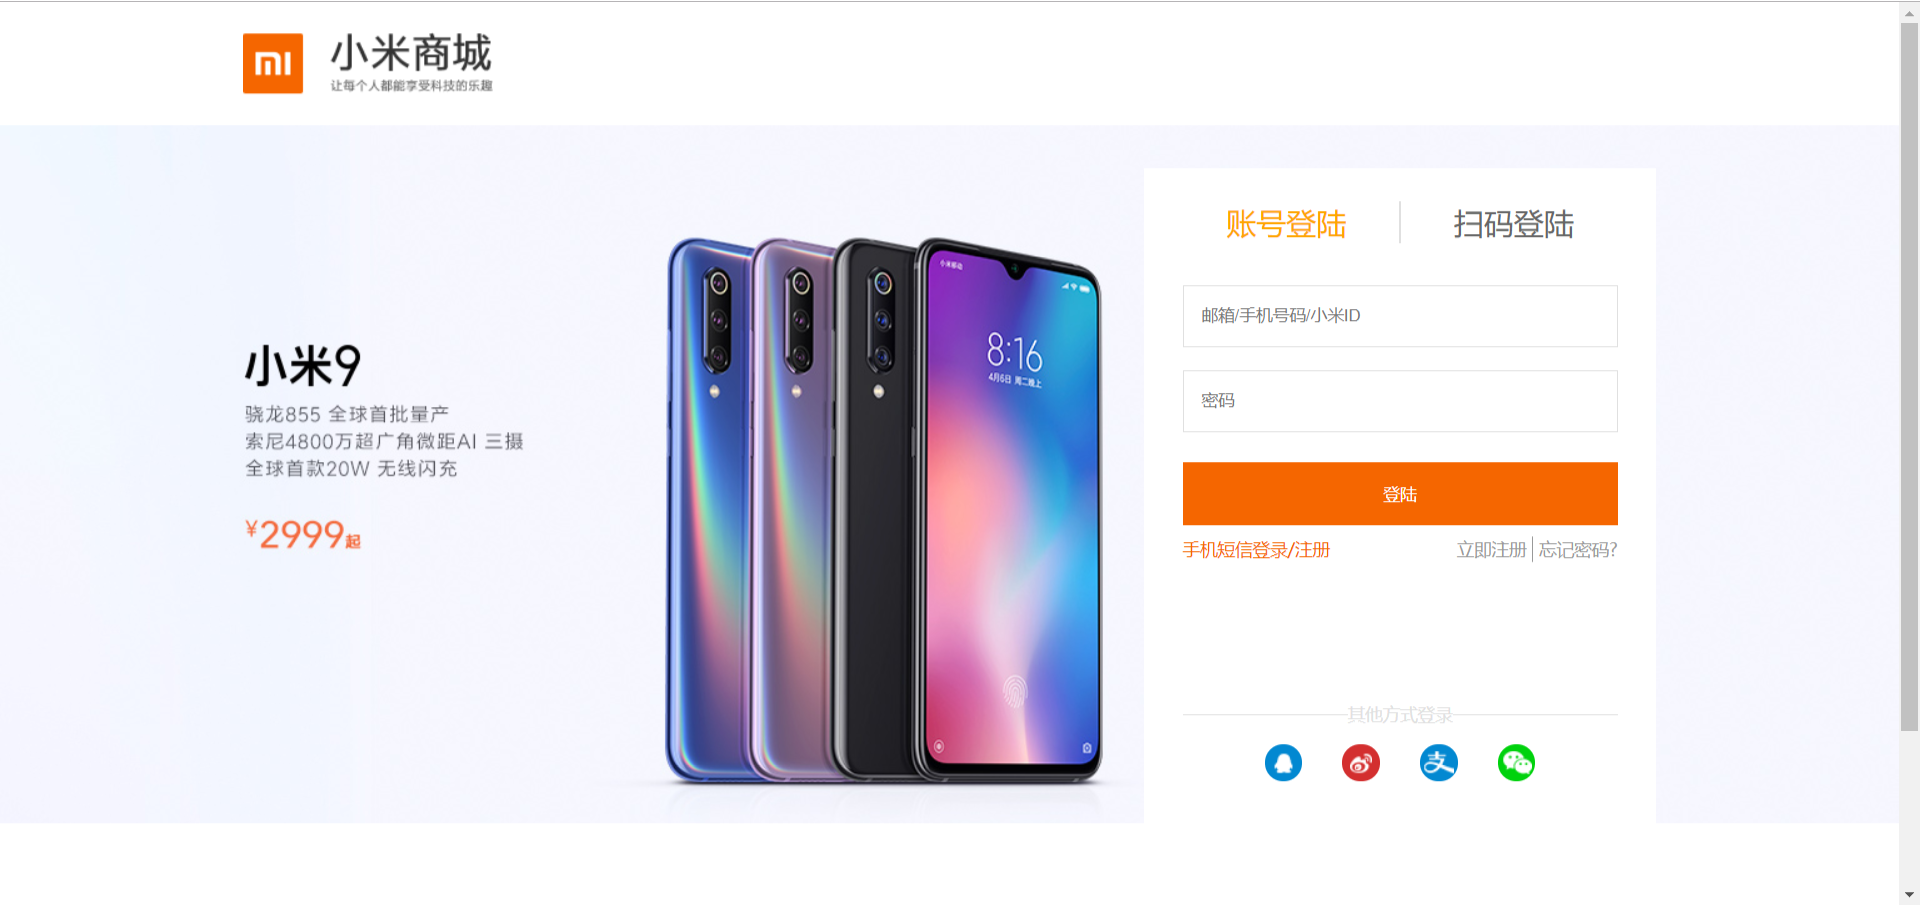 mi
小米商城
让每个人都能享受科技的乐趣
账号登陆
扫码登陆
邮箱/手机号码/小米ID
密码
登陆
手机短信登录/注册
立即注册
忘记密码?
其他方式登录
支
小米9
骁龙855 全球首批量产
索尼4800万超广角微距AI 三摄
全球首款20W 无线闪充
¥2999起
小米移动
8:16
4月6日 周二晚上